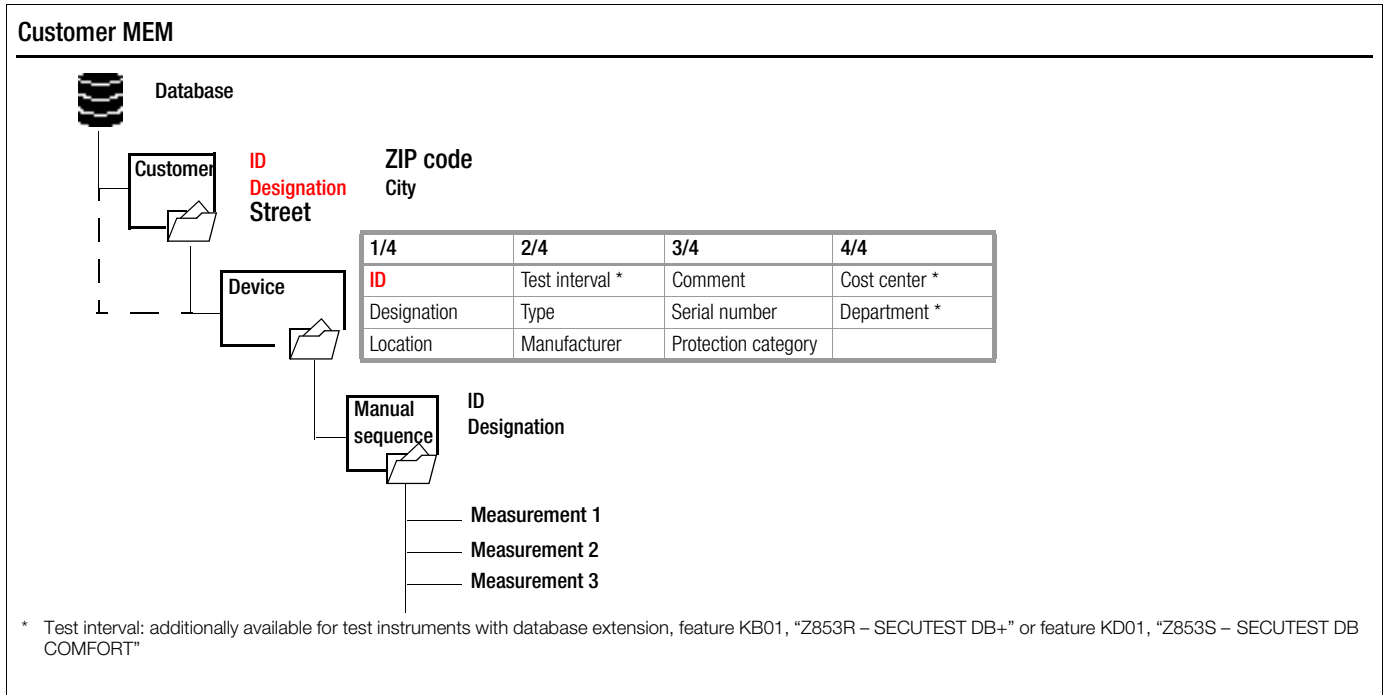 Customer MEM
Database
Customer
ID
Designation
Street
ZIP code
City
Device
1/4 2/4 3/4 4/4
ID Test interval * Comment Cost center *
Designation Type Serial number Department *
Location Manufacturer Protection category
Manual
sequence
ID
Designation
Measurement 1
Measurement 2
Measurement 3
* Test interval: additionally available for test instruments with database extension, feature KB01, “Z853R – SECUTEST DB+” or feature KD01, “Z853S – SECUTEST DB
COMFORT”